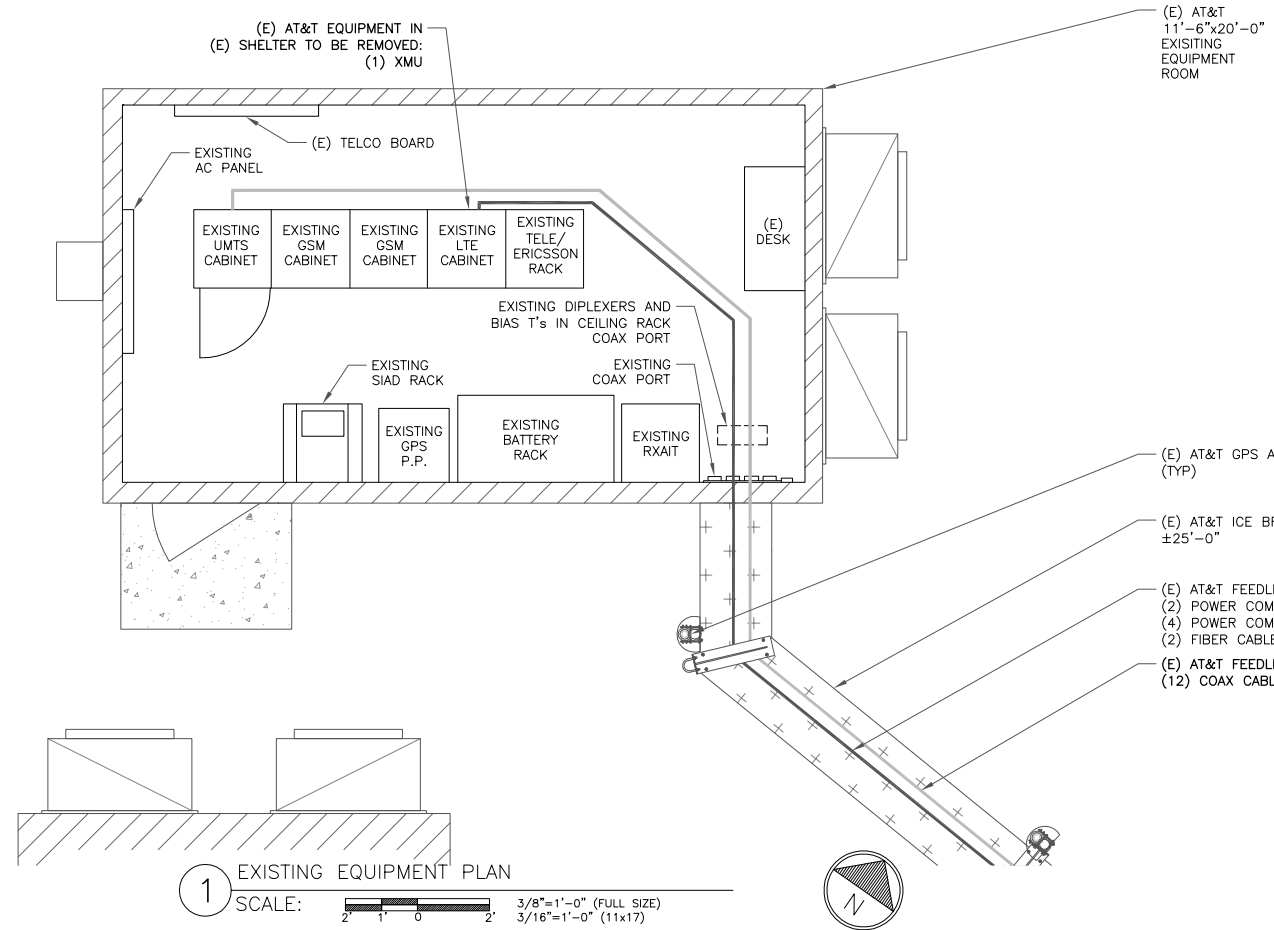 (E) AT&T EQUIPMENT IN
(E) SHELTER TO BE REMOVED:
(1) XMU
(E) AT&T
11'-6"x20'-0"
EXISITING
EQUIPMENT
ROOM
(E) TELCO BOARD
EXISTING
AC PANEL
EXISTING
UMTS
CABINET
EXISTING
GSM
CABINET
EXISTING
GSM
CABINET
EXISTING
LTE
CABINET
EXISTING
TELE/
ERICSSON
RACK
(E)
DESK
EXISTING DIPLEXERS AND
BIAS T's IN CEILING RACK
COAX PORT
EXISTING
COAX PORT
EXISTING
SIAD RACK
EXISTING
GPS
P.P.
EXISTING
BATTERY
RACK
EXISTING
RXAIT
(E) AT&T GPS A
(TYP)
(E) AT&T ICE BR
±25'-0"
(E) AT&T FEEDLI
(2) POWER COM
(4) POWER COM
(2) FIBER CABLE
(E) AT&T FEEDLI
(12) COAX CABL
1
EXISTING EQUIPMENT PLAN
SCALE:
2' 1' 0 2'
3/8"=1'-0" (FULL SIZE)
3/16"=1'-0" (11x17)
N